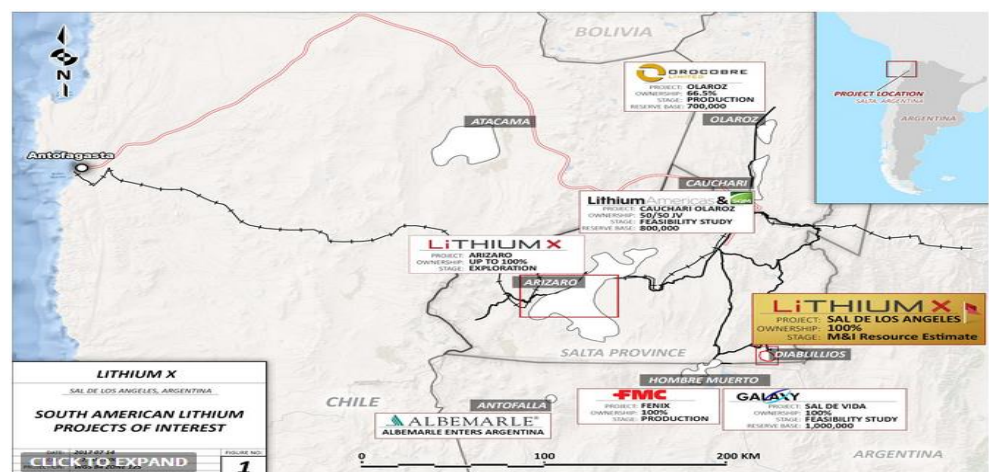 N
BOLIVIA
OROCOBRE
LIMITED
PROJECT: OLAROZ
OWNERSHIP: 66.5%
STAGE: PRODUCTION
RESERVE BASE: 700,000
OLAROZ
PROJECT LOCATION
SALTA, ARGENTINA
ARGENTINA
ATACAMA
Antofagasta
CAUCHARI
Lithium Americas &
PROJECT: CAUCHARI OLAROZ
OWNERSHIP: 50/50 JV
STAGE: FEASIBILITY STUDY
RESERVE BASE: 800,000
LiTHIUM X
PROJECT: ARIZARO
OWNERSHIP: UP TO 100%
STAGE: EXPLORATION
ARIZARO
LiTHIUM X
PROJECT: SAL DE LOS ANGELES
OWNERSHIP: 100%
STAGE: M&I Resource Estimate
SALTA PROVINCE
DIABLILLIOS
HOMBRE MUERTO
FMC
PROJECT: FENIX
OWNERSHIP: 100%
STAGE: PRODUCTION
GALAXY
PROJECT: SAL DE VIDA
OWNERSHIP: 100%
STAGE: FEASIBILITY STUDY
RESERVE BASE: 1,000,000
CHILE
ANTOFALLA
ALBEMARLE
ALBEMARLE ENTERS ARGENTINA
ARGENTINA
0 100 200 KM
LITHIUM X
SAL DE LOS ANGELES, ARGENTINA
SOUTH AMERICAN LITHIUM
PROJECTS OF INTEREST
DATE: 2017-07-14
FIGURE NO:
1
CLICK TO EXPAND